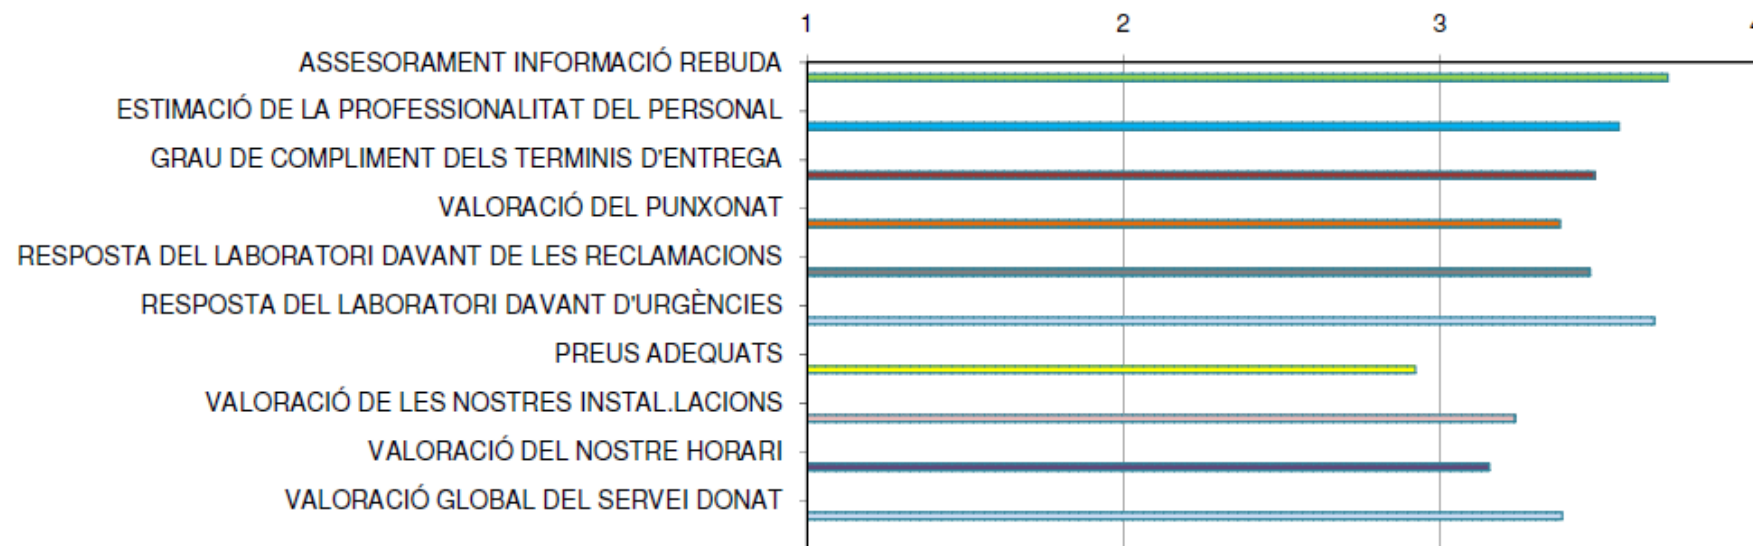 1 2 3 4
ASSESORAMENT INFORMACIÓ REBUDA
ESTIMACIÓ DE LA PROFESSIONALITAT DEL PERSONAL
GRAU DE COMPLIMENT DELS TERMINIS D'ENTREGA
VALORACIÓ DEL PUNXONAT
RESPOSTA DEL LABORATORI DAVANT DE LES RECLAMACIONS
RESPOSTA DEL LABORATORI DAVANT D'URGÈNCIES
PREUS ADEQUATS
VALORACIÓ DE LES NOSTRES INSTAL.LACIONS
VALORACIÓ DEL NOSTRE HORARI
VALORACIÓ GLOBAL DEL SERVEI DONAT